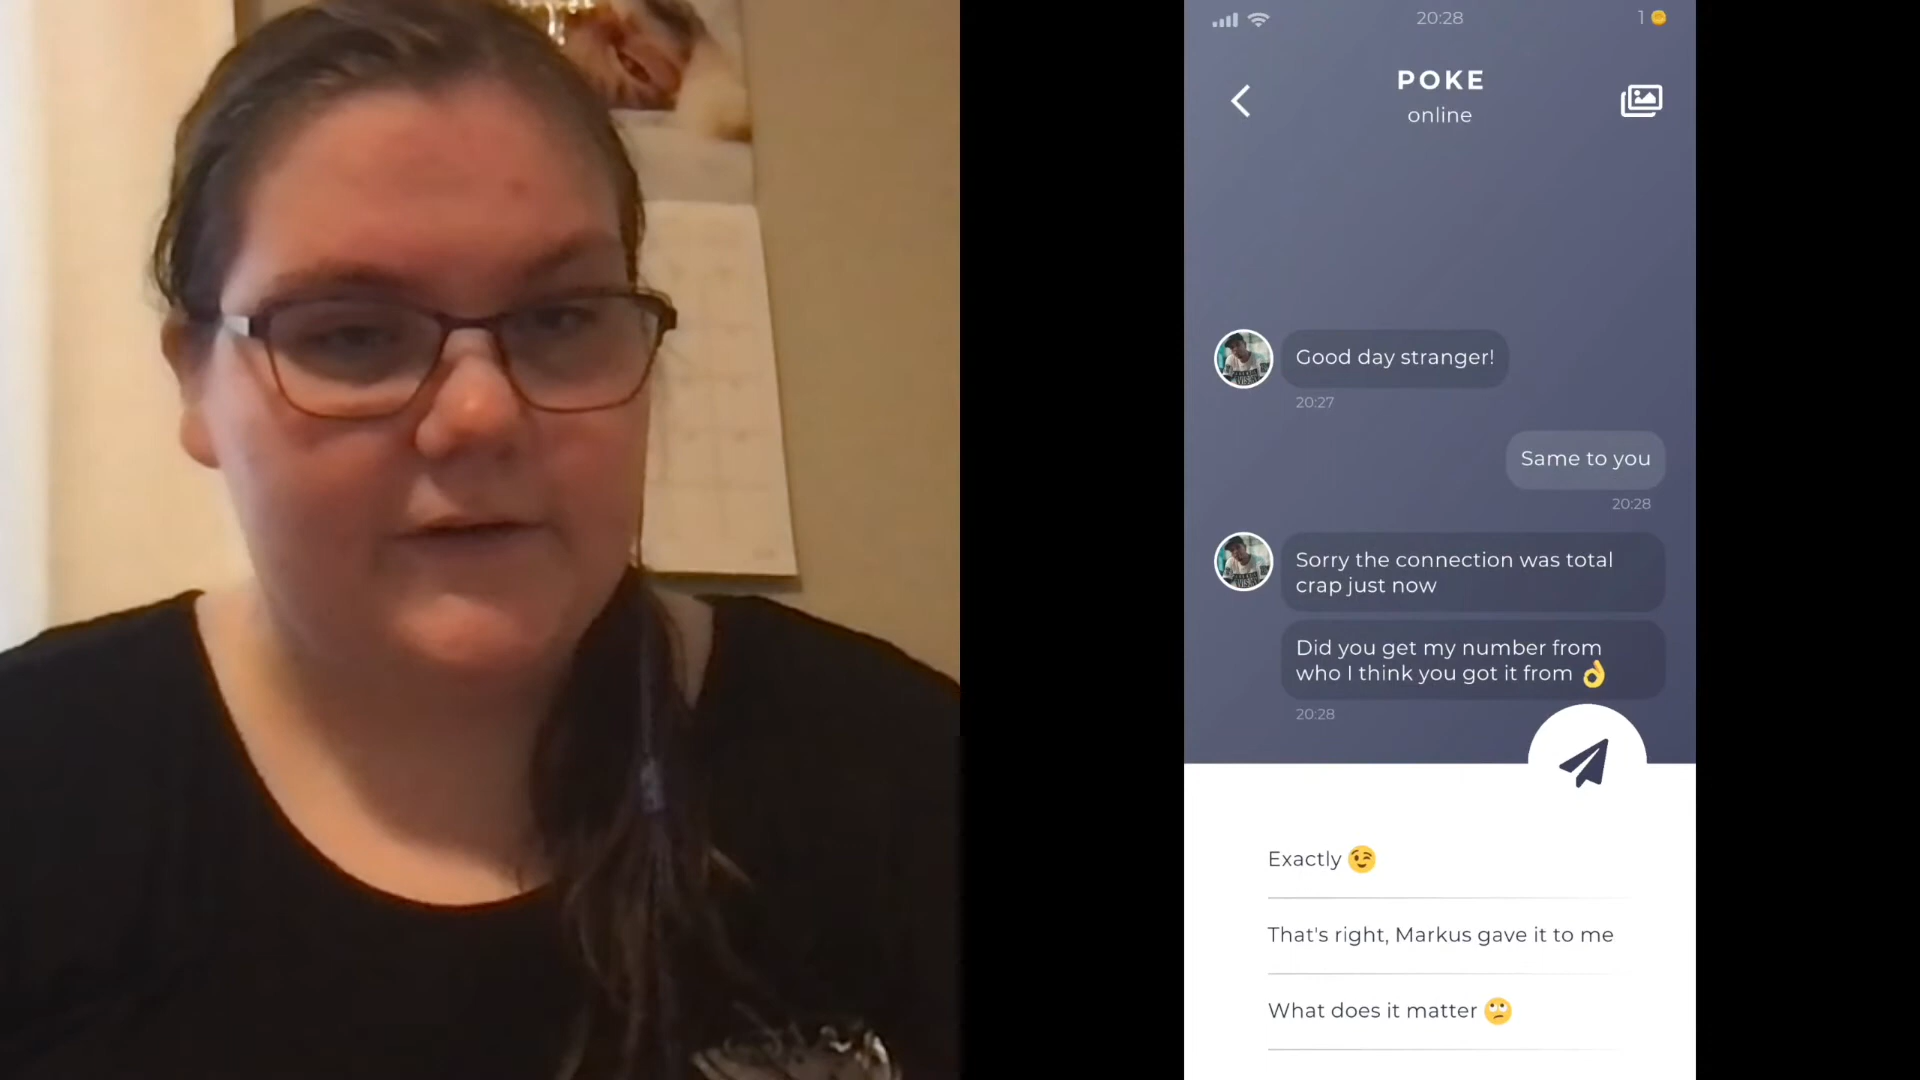 20:28
1
POKE
online
Good day stranger!
20:27
Same to you
20:28
Sorry the connection was total
crap just now
Did you get my number from
who I think you got it from 👌
20:28
Exactly 😉
That's right, Markus gave it to me
What does it matter 🙄